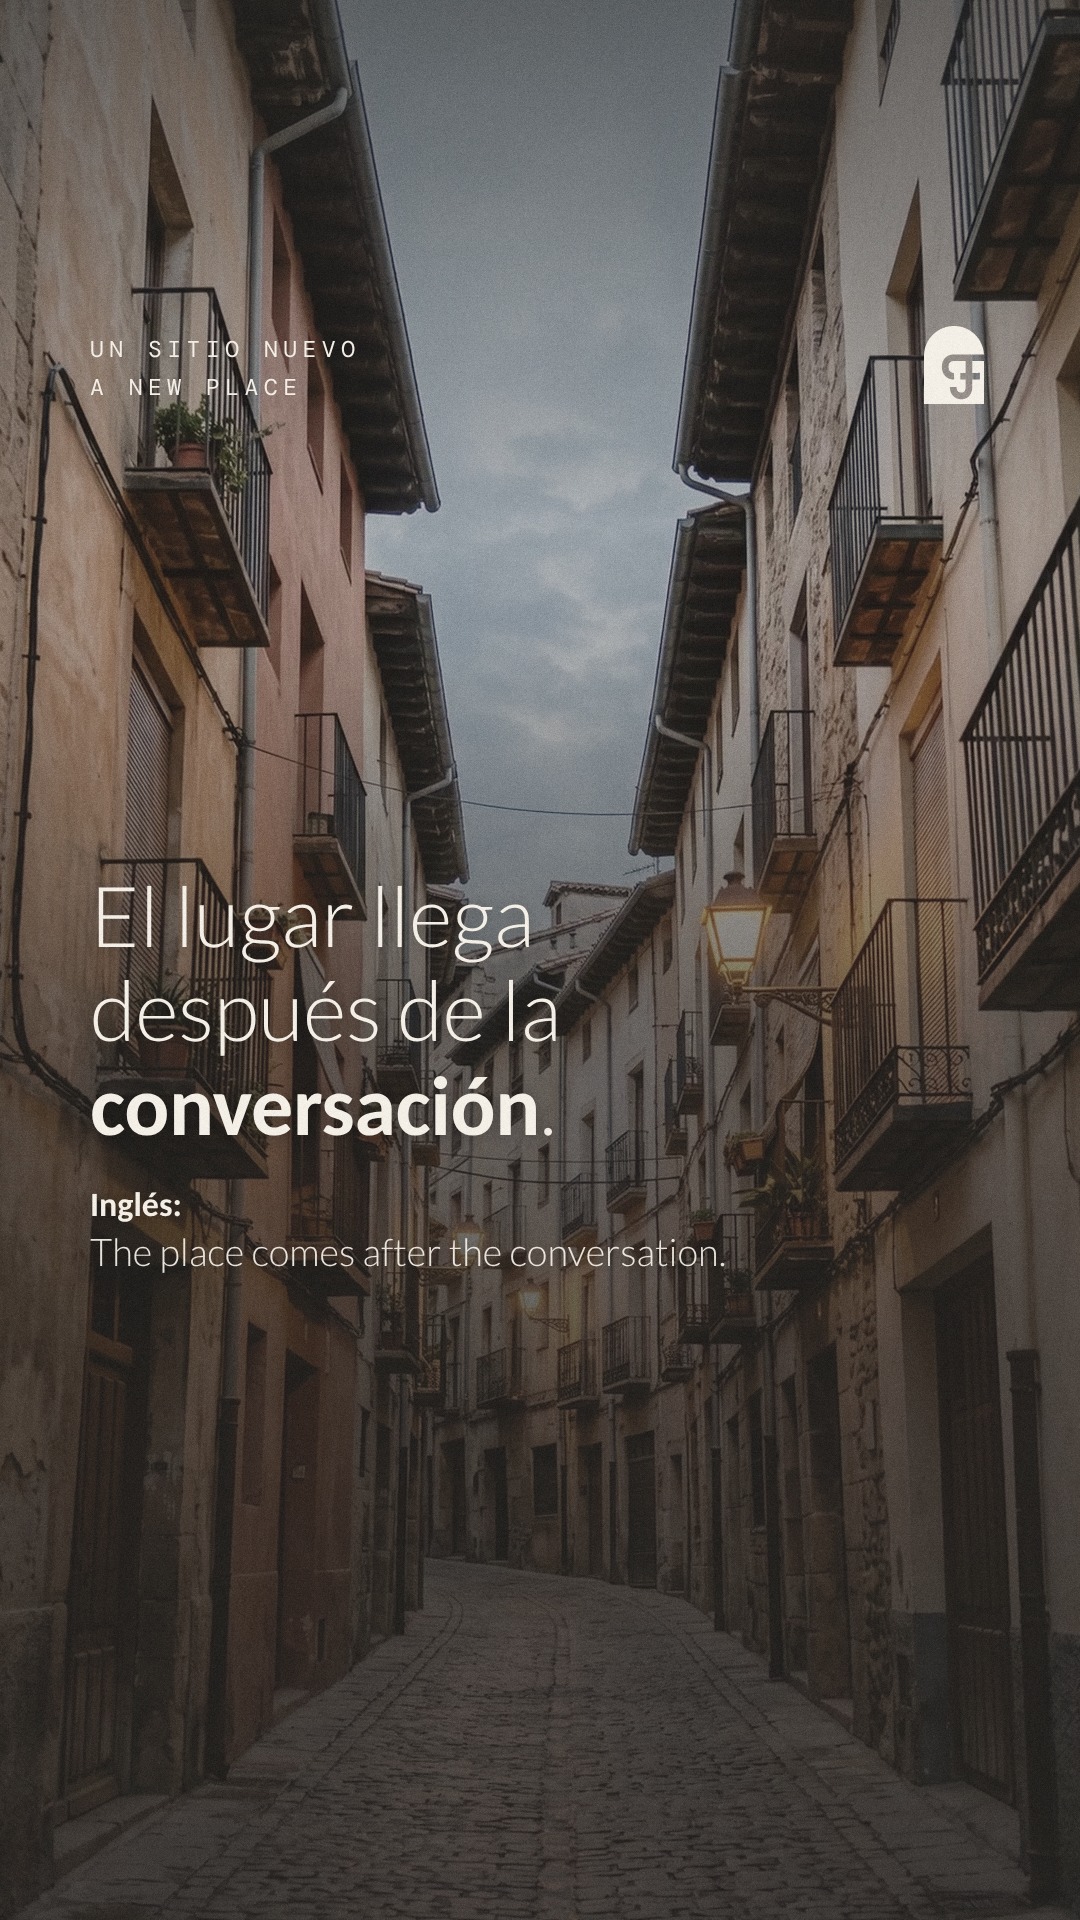 UN SITIO NUEVO
A NEW PLACE
El lugar llega
después de la
conversación.
Inglés:
The place comes after the conversation.